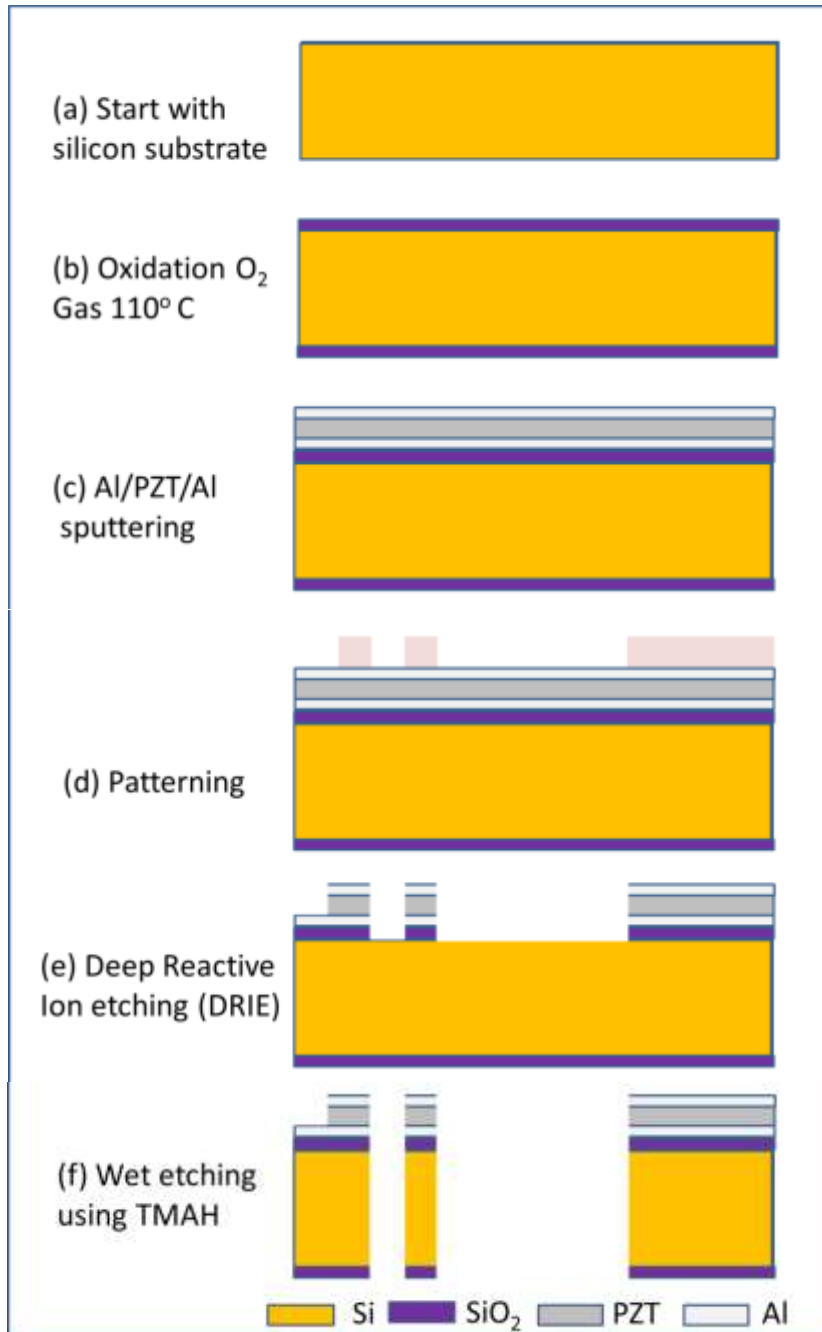 (a) Start with
silicon substrate
(b) Oxidation O₂
Gas 110° C
(c) Al/PZT/Al
sputtering
(d) Patterning
(e) Deep Reactive
Ion etching (DRIE)
(f) Wet etching
using TMAH
Si SiO₂ PZT Al